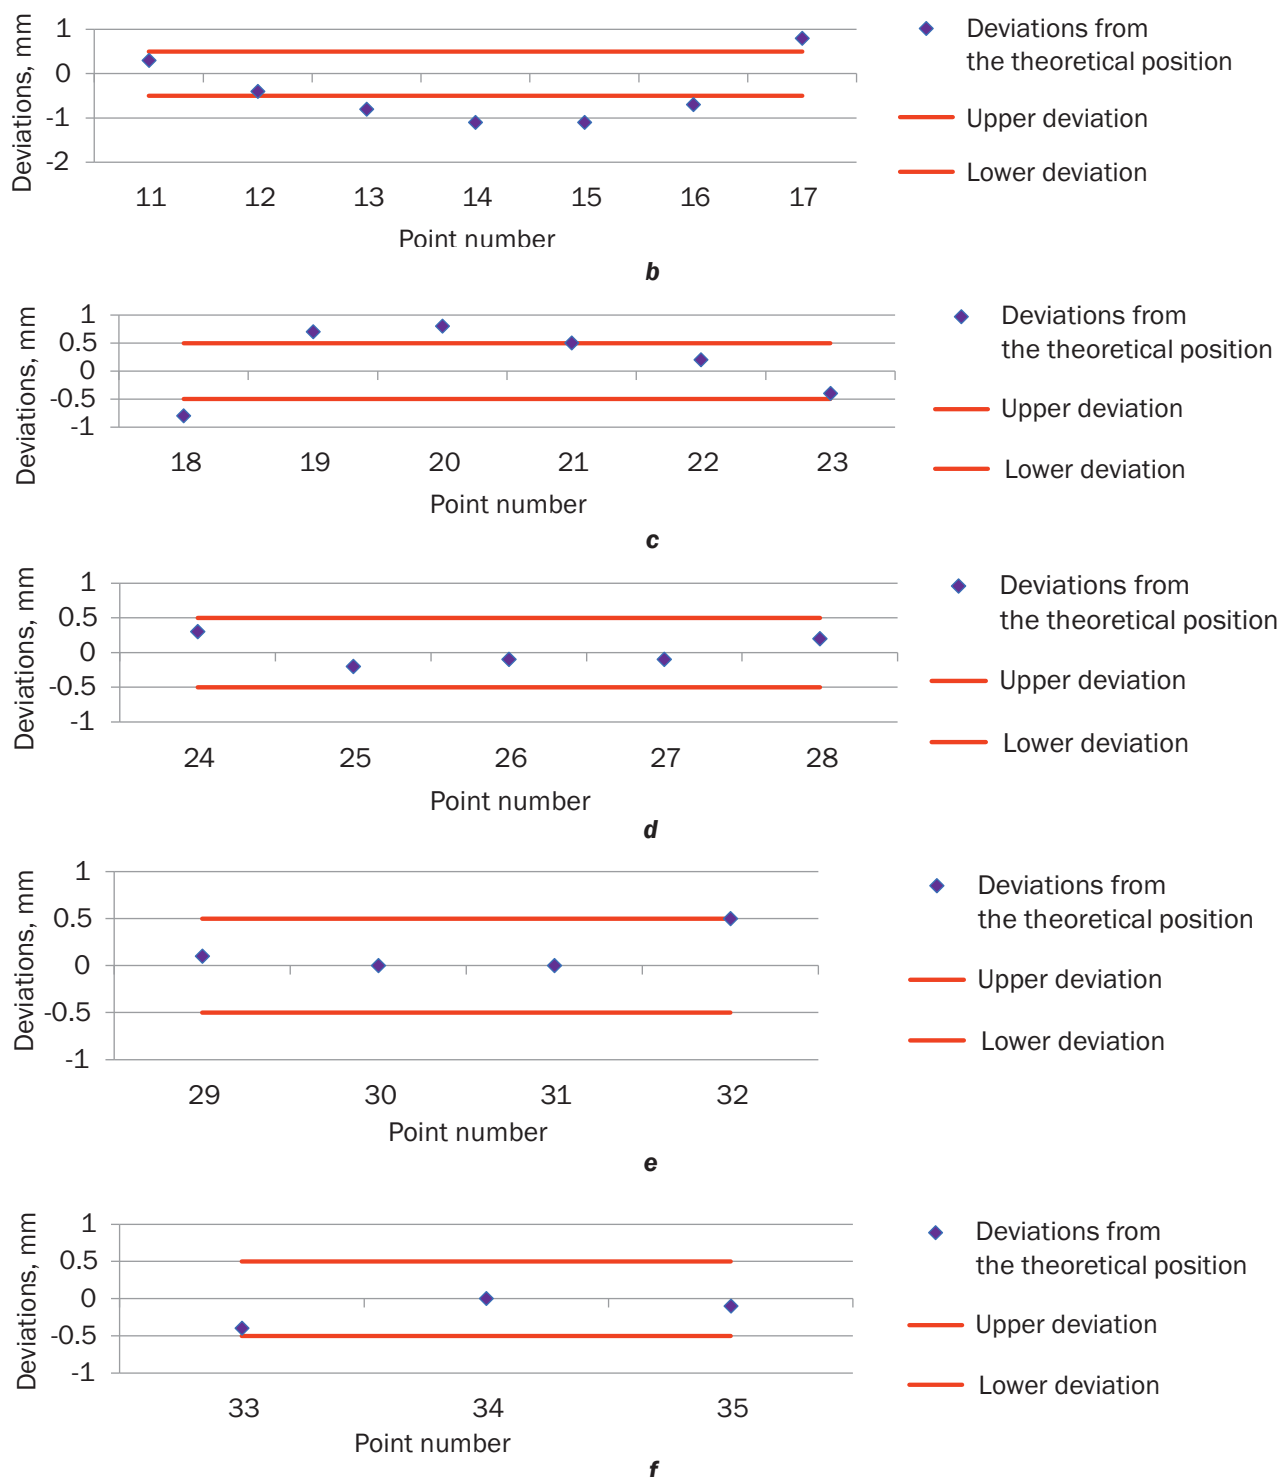 Deviations, mm
1
0
-1
-2
11 12 13 14 15 16 17
Point number
Deviations from
the theoretical position
Upper deviation
Lower deviation
b
Deviations, mm
1
0.5
0
-0.5
-1
18 19 20 21 22 23
Point number
Deviations from
the theoretical position
Upper deviation
Lower deviation
c
Deviations, mm
1
0.5
0
-0.5
-1
24 25 26 27 28
Point number
Deviations from
the theoretical position
Upper deviation
Lower deviation
d
Deviations, mm
1
0.5
0
-0.5
-1
29 30 31 32
Point number
Deviations from
the theoretical position
Upper deviation
Lower deviation
e
Deviations, mm
1
0.5
0
-0.5
-1
33 34 35
Point number
Deviations from
the theoretical position
Upper deviation
Lower deviation
f